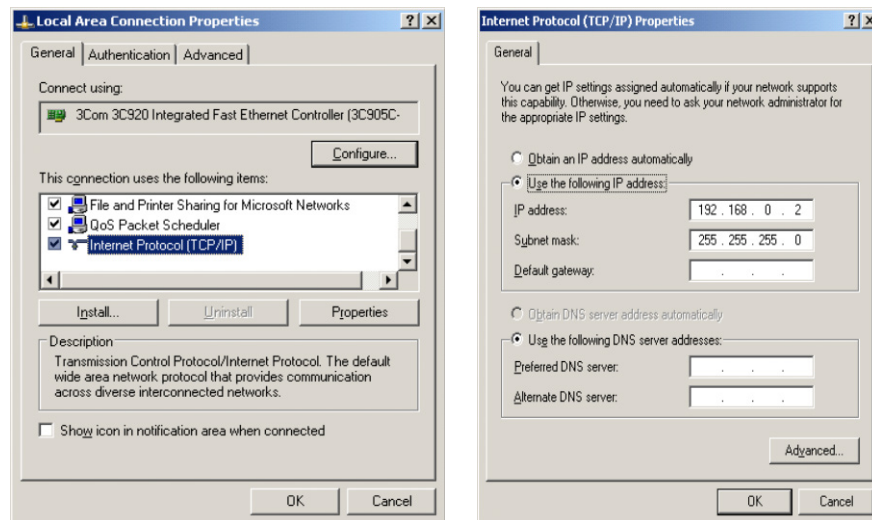 Local Area Connection Properties
General Authentication Advanced
Connect using:
3Com 3C920 Integrated Fast Ethernet Controller (3C905C-
Configure...
This connection uses the following items:
File and Printer Sharing for Microsoft Networks
QoS Packet Scheduler
Internet Protocol (TCP/IP)
Install... Uninstall Properties
Description
Transmission Control Protocol/Internet Protocol. The default
wide area network protocol that provides communication
across diverse interconnected networks.
Show icon in notification area when connected
OK Cancel
Internet Protocol (TCP/IP) Properties
General
You can get IP settings assigned automatically if your network supports
this capability. Otherwise, you need to ask your network administrator for
the appropriate IP settings.
Obtain an IP address automatically
Use the following IP address:
IP address: 192 . 168 . 0 . 2
Subnet mask: 255 . 255 . 255 . 0
Default gateway: . . .
Obtain DNS server address automatically
Use the following DNS server addresses:
Preferred DNS server: . . .
Alternate DNS server: . . .
Advanced...
OK Cancel